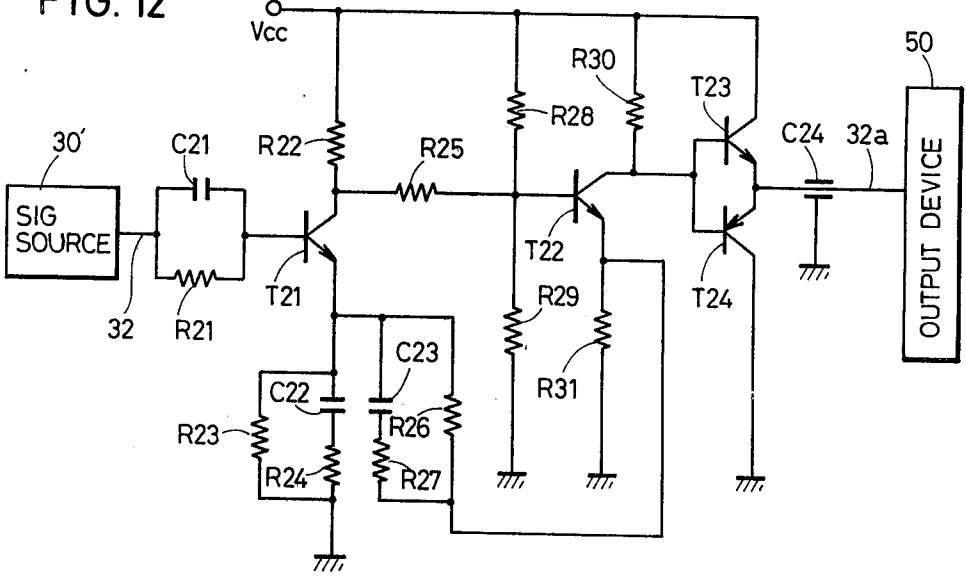 FIG. 12
Vcc
50
R30
T23
R28
C24
32a
30'
C21
R22
R25
SIG
SOURCE
T22
T24
OUTPUT DEVICE
T21
32
R21
R29
C23
R31
C22
R26
R23
R24
R27